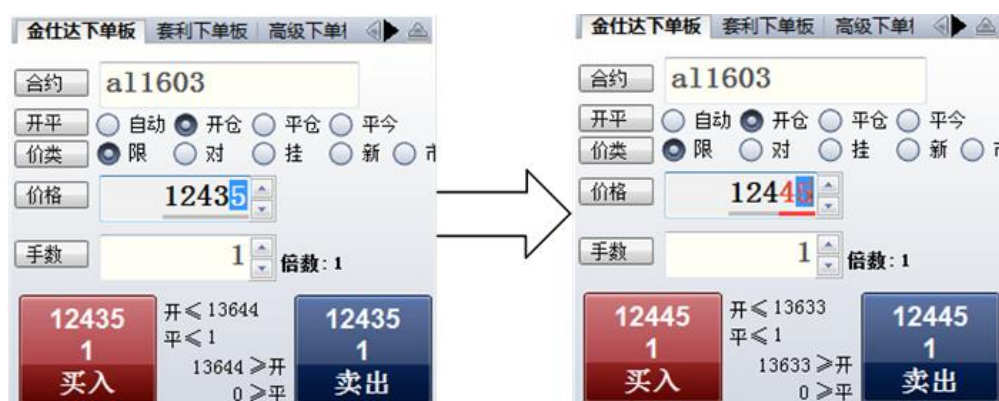 金仕达下单板 套利下单板 高级下单
合约 al1603
开平 自动 开仓 平仓 平今
价类 限 对 挂 新
价格 12435
手数 1 倍数: 1
12435 开≤13644 12435
1 平≤1 1
买入 13644≥开 卖出
0≥平
金仕达下单板 套利下单板 高级下单
合约 al1603
开平 自动 开仓 平仓 平今
价类 限 对 挂 新
价格 12445
手数 1 倍数: 1
12445 开≤13633 12445
1 平≤1 1
买入 13633≥开 卖出
0≥平